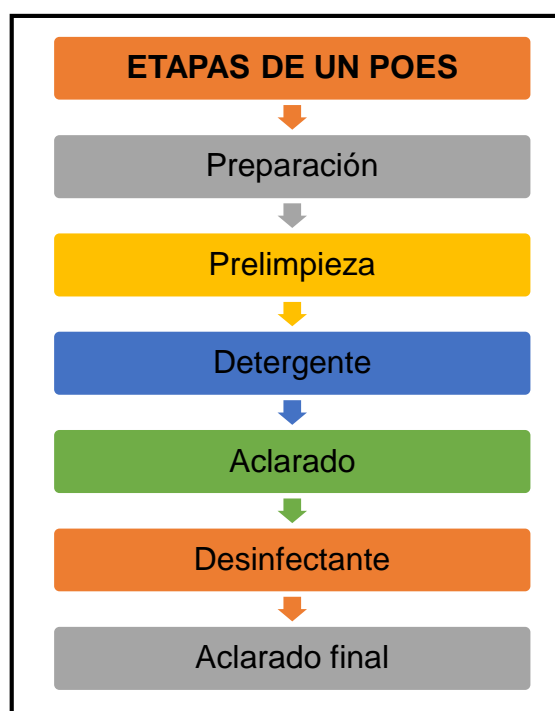 ETAPAS DE UN POES
Preparación
Prelimpieza
Detergente
Aclarado
Desinfectante
Aclarado final